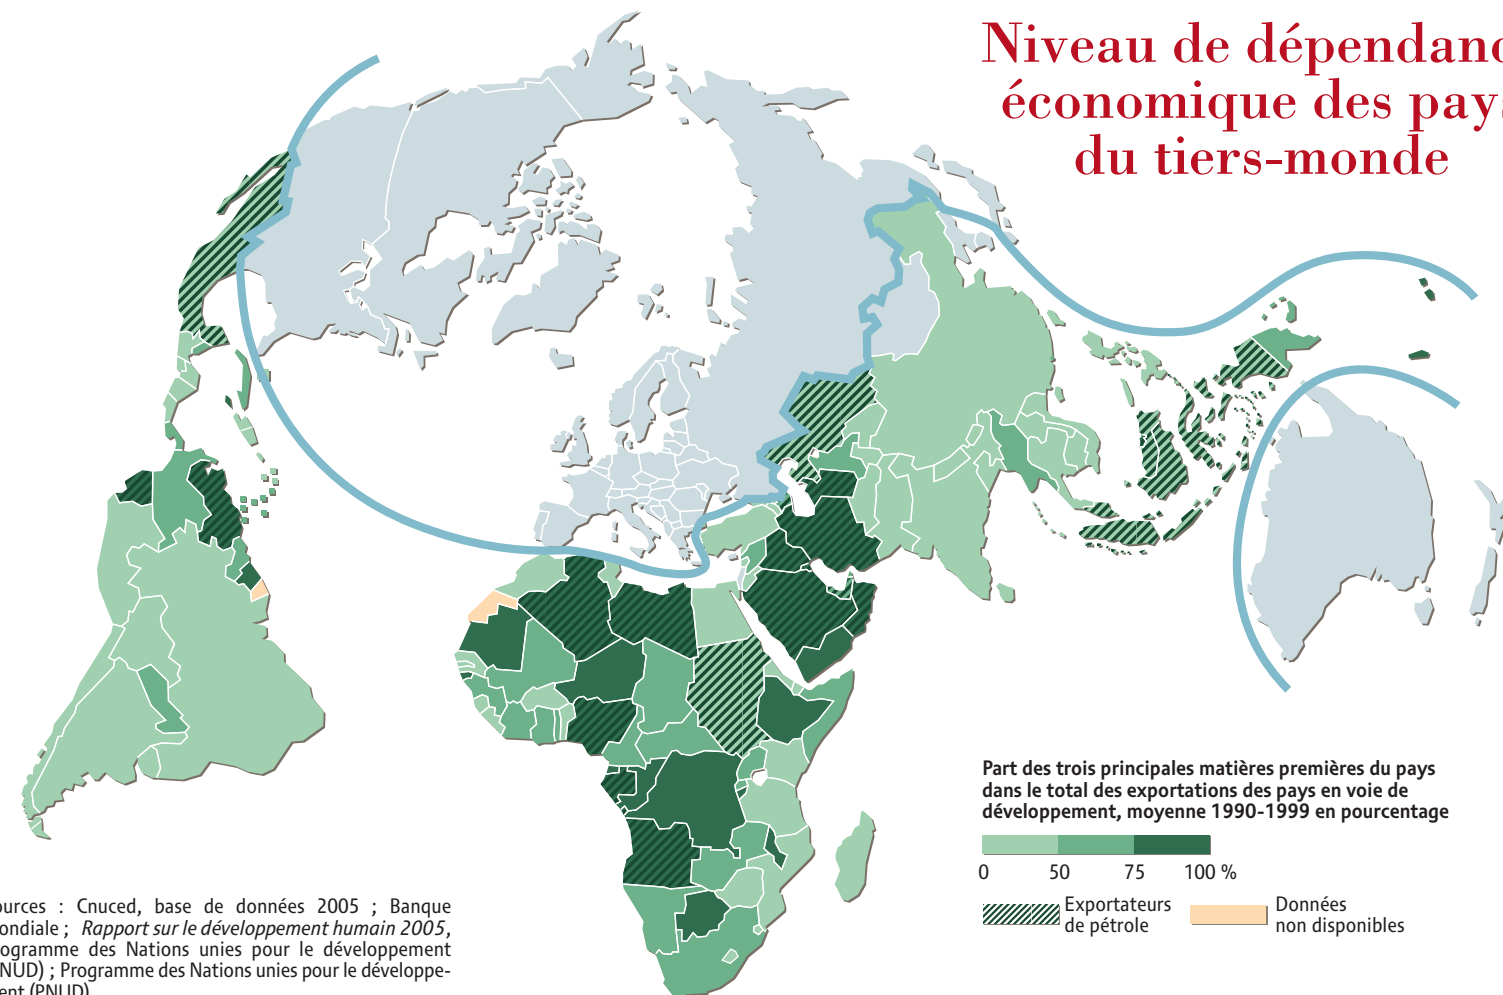 Niveau de dépendanc
économique des pays
du tiers-monde
Part des trois principales matières premières du pays
dans le total des exportations des pays en voie de
développement, moyenne 1990-1999 en pourcentage
0 50 75 100 %
Exportateurs
de pétrole
Données
non disponibles
ources : Cnuced, base de données 2005 ; Banque
ondiale ; Rapport sur le développement humain 2005,
rogramme des Nations unies pour le développement
NUD) ; Programme des Nations unies pour le développe-
ent (PNUD)